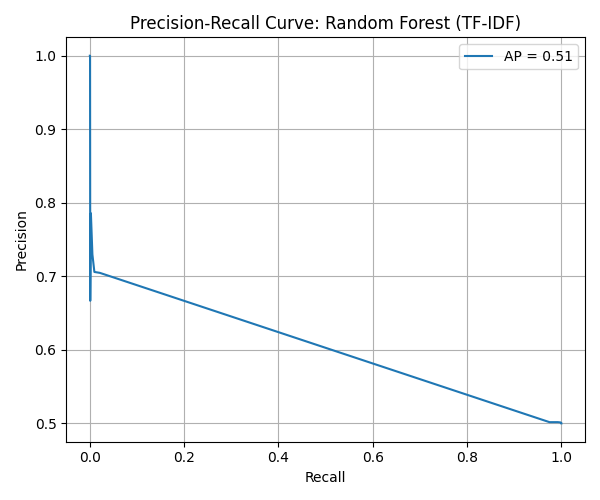 Precision-Recall Curve: Random Forest (TF-IDF)
AP = 0.51
Precision
1.0
0.9
0.8
0.7
0.6
0.5
0.0 0.2 0.4 0.6 0.8 1.0
Recall